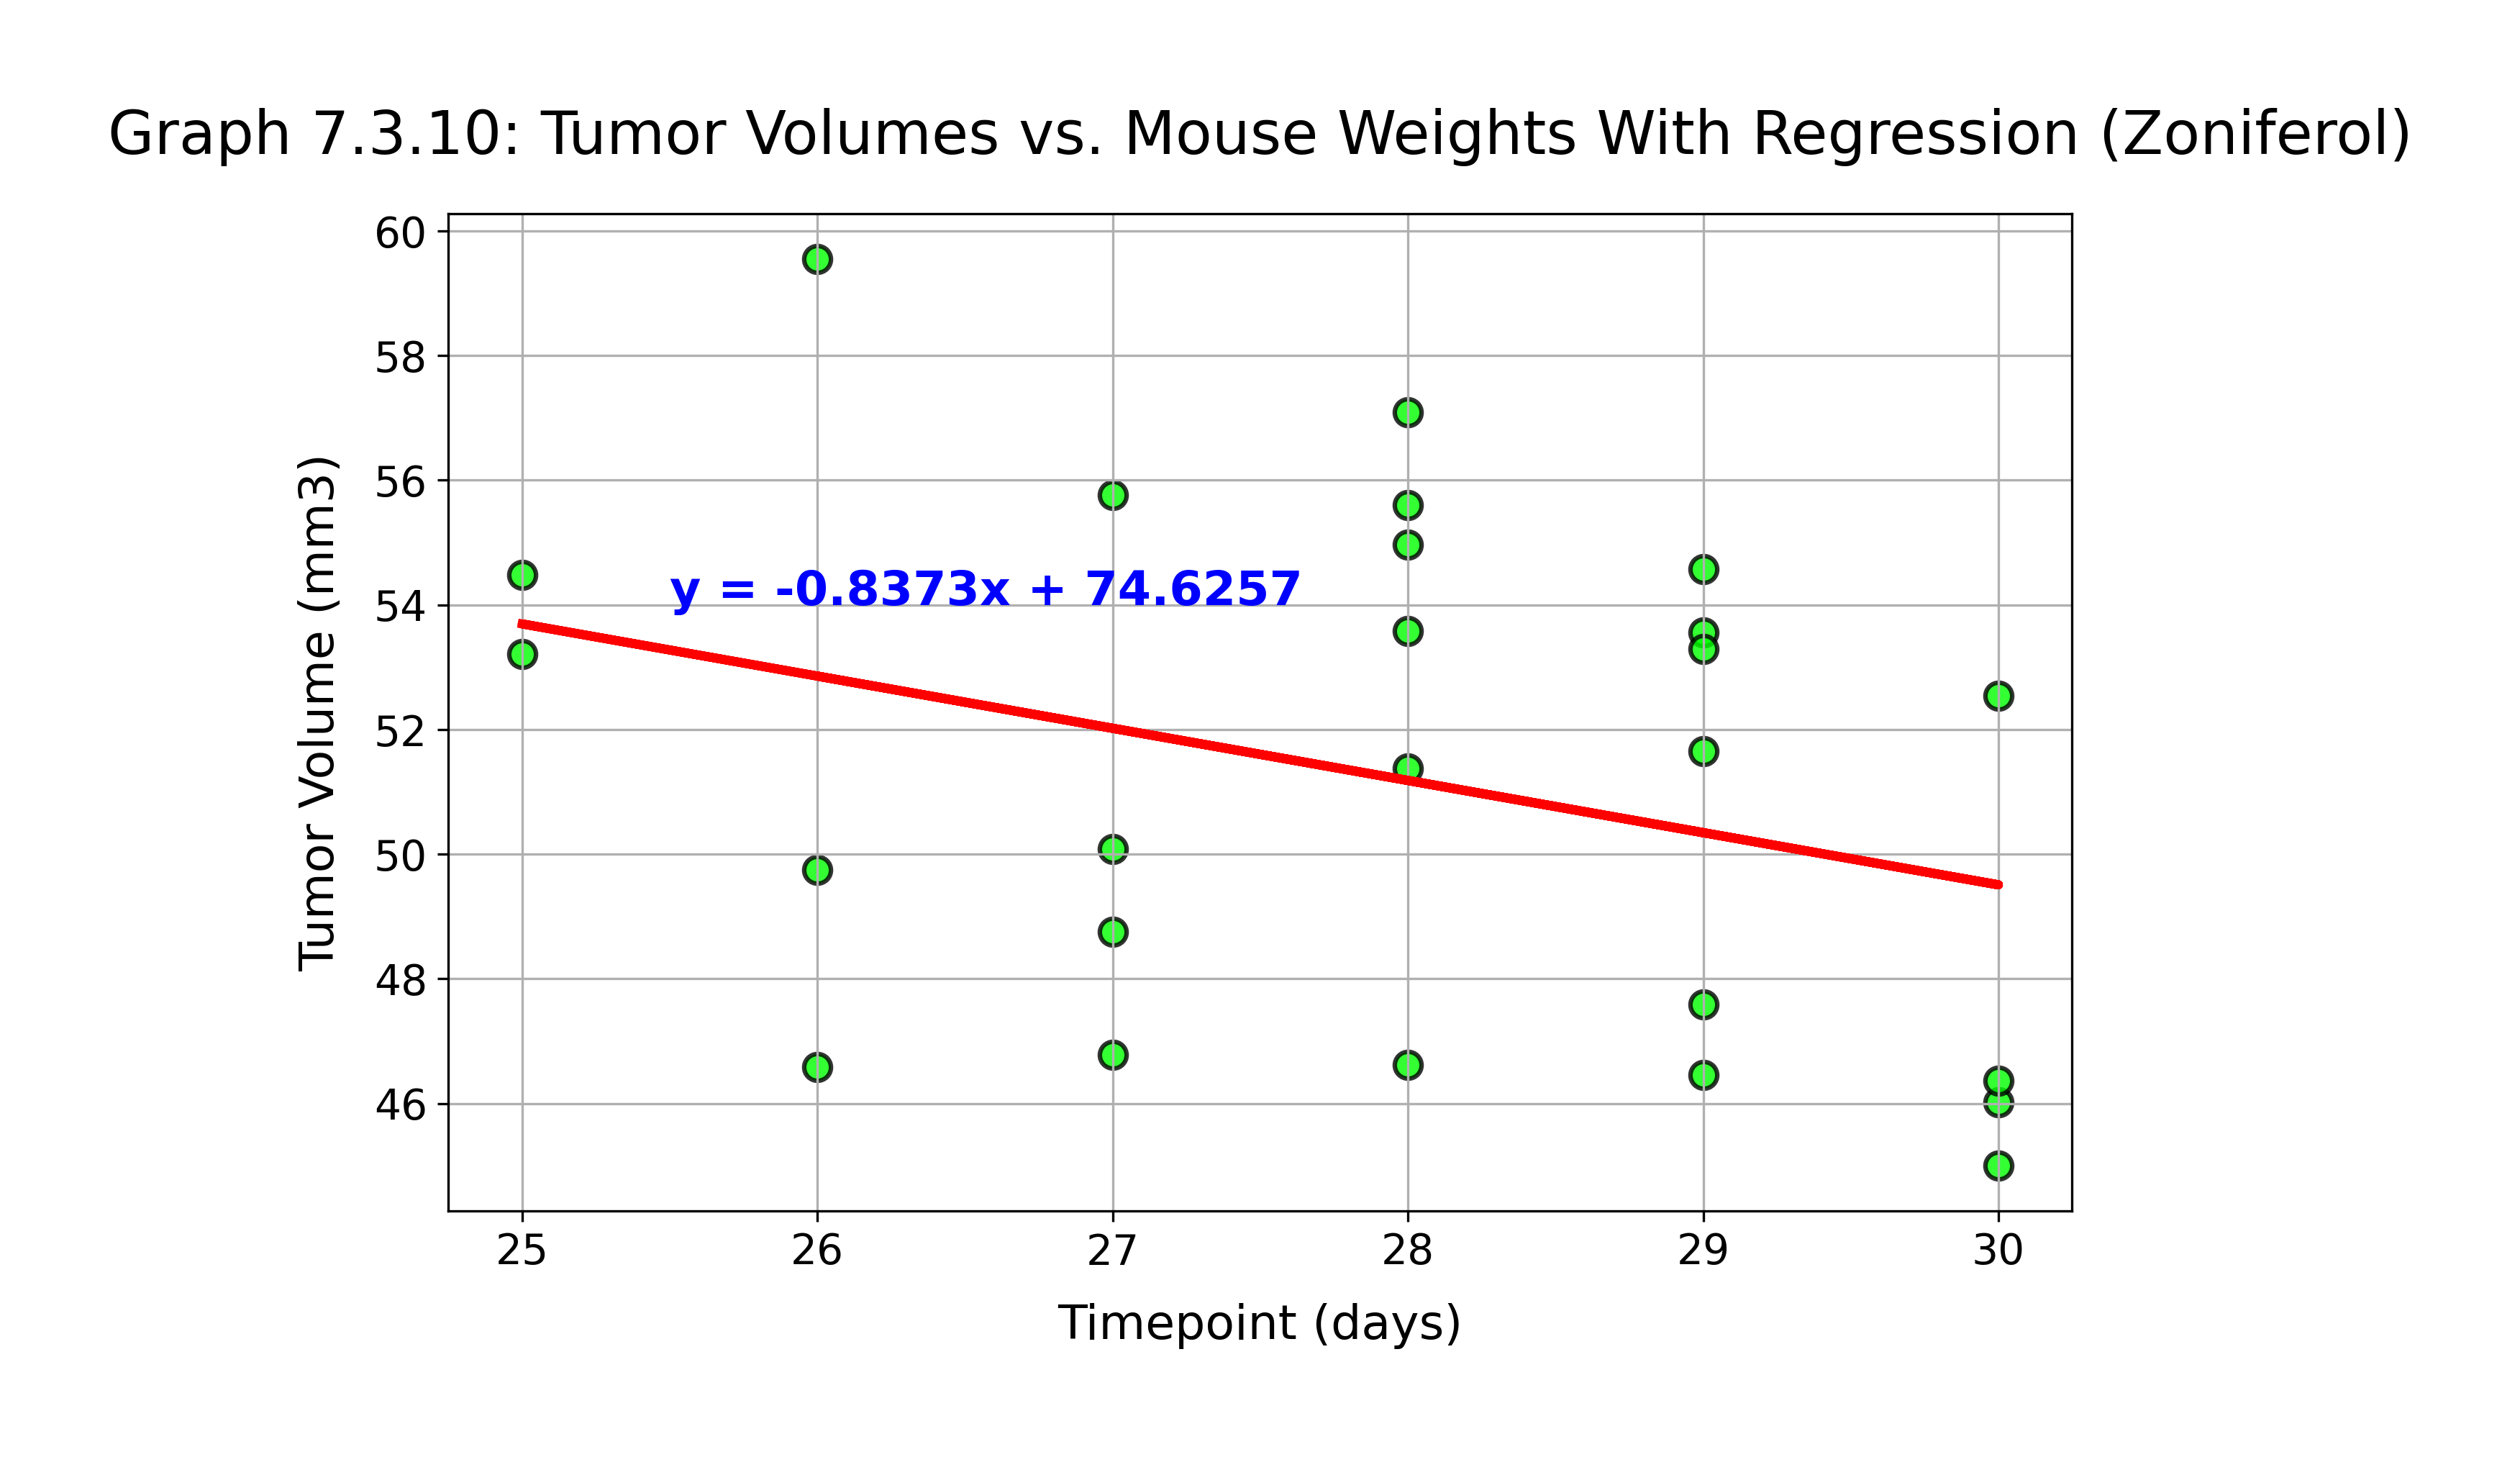 Graph 7.3.10: Tumor Volumes vs. Mouse Weights With Regression (Zoniferol)
60
58
56
54
52
50
48
46
Tumor Volume (mm3)
y = -0.8373x + 74.6257
25 26 27 28 29 30
Timepoint (days)